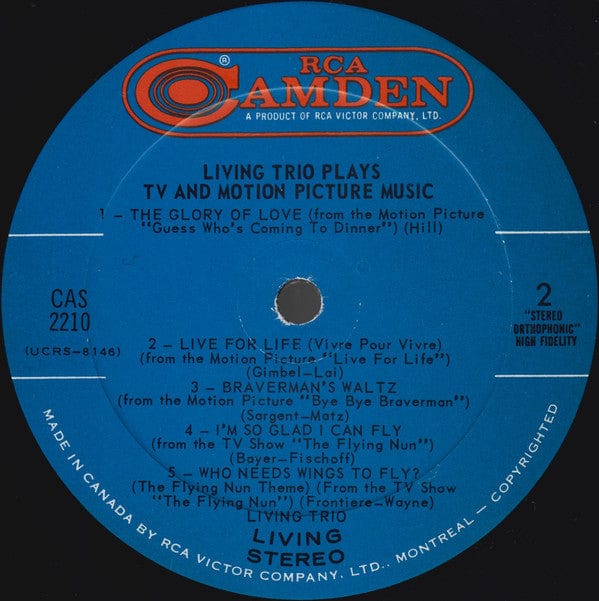 RCA
CAMDEN
®
A PRODUCT OF RCA VICTOR COMPANY, LTD.
LIVING TRIO PLAYS
TV AND MOTION PICTURE MUSIC
1 – THE GLORY OF LOVE (from the Motion Picture
"Guess Who's Coming To Dinner") (Hill)
CAS
2210
(UCRS-8146)
2
"STEREO
ORTHOPHONIC"
HIGH FIDELITY
2 – LIVE FOR LIFE (Vivre Pour Vivre)
(from the Motion Picture "Live For Life")
(Gimbel-Lai)
3 – BRAVERMAN'S WALTZ
(from the Motion Picture "Bye Bye Braverman")
(Sargent-Matz)
4 – I'M SO GLAD I CAN FLY
(from the TV Show "The Flying Nun")
(Bayer-Fischoff)
5 – WHO NEEDS WINGS TO FLY?
(The Flying Nun Theme) (From the TV Show
"The Flying Nun") (Frontiere-Wayne)
LIVING TRIO
LIVING
STEREO
MADE IN CANADA BY RCA VICTOR COMPANY, LTD., MONTREAL – COPYRIGHTED